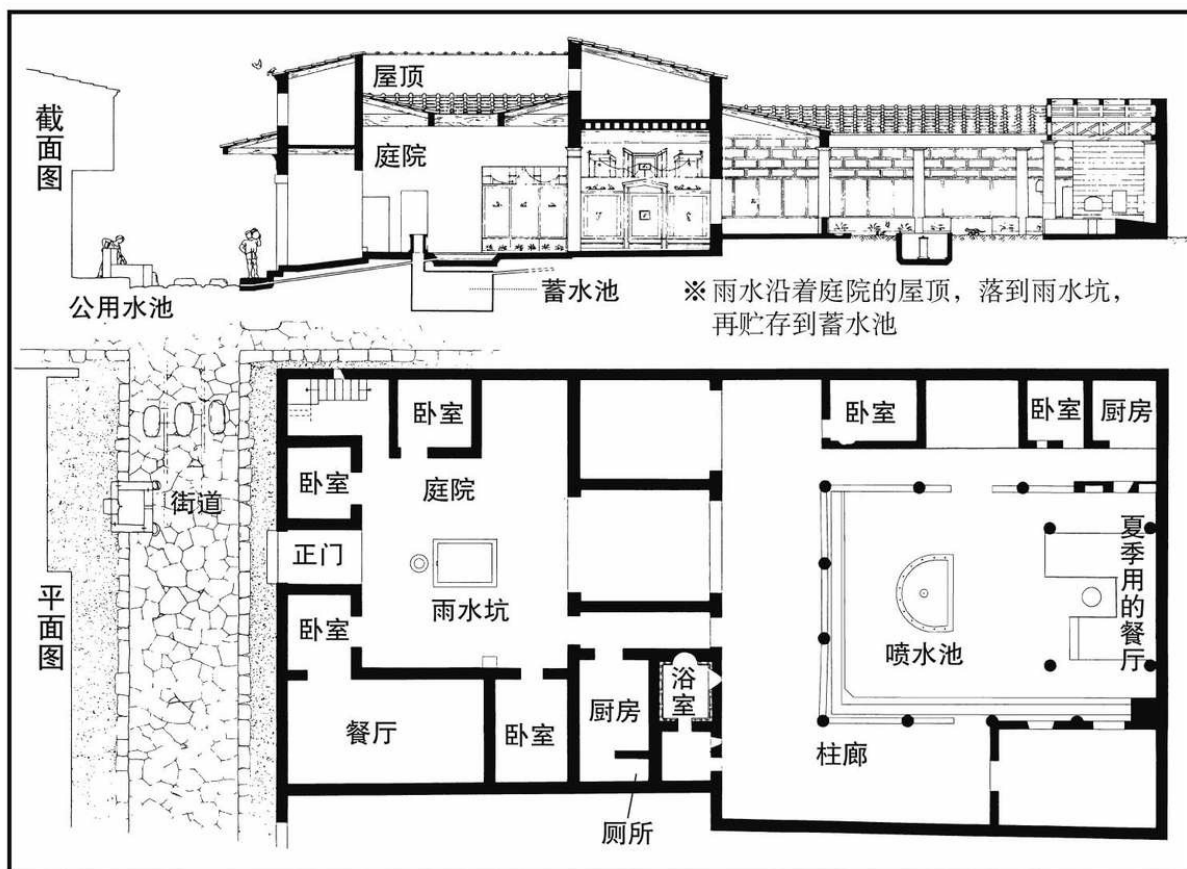 截面图
屋顶
庭院
公用水池
蓄水池
※ 雨水沿着庭院的屋顶，落到雨水坑，
再贮存到蓄水池
平面图
街道
卧室
卧室
正门
庭院
雨水坑
卧室
餐厅
卧室
厨房
浴室
厕所
卧室
卧室
厨房
夏季用的餐厅
喷水池
柱廊